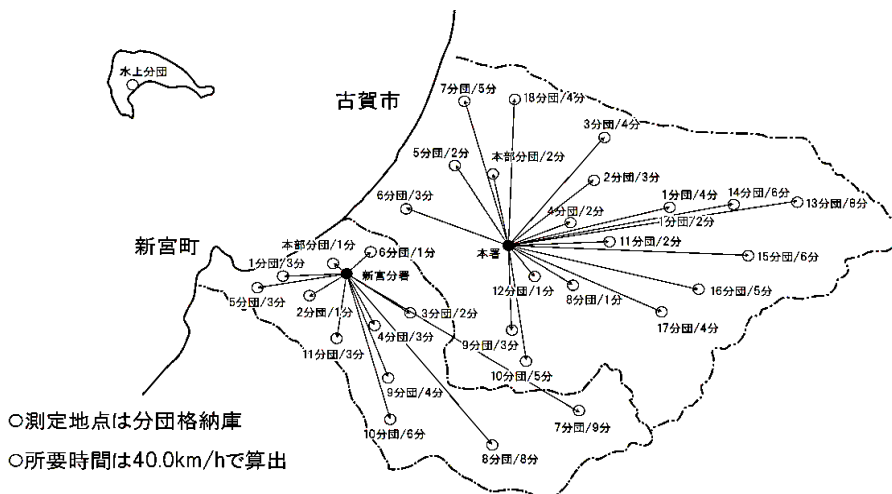 水上分団
古賀市
7分団/5分
18分団/4分
3分団/4分
5分団/2分
本部分団/2分
2分団/3分
6分団/3分
4分団/2分
1分団/4分
14分団/6分
13分団/8分
1分団/2分
11分団/2分
本署
15分団/6分
12分団/1分
8分団/1分
16分団/5分
17分団/4分
9分団/3分
10分団/5分
新宮町
本部分団/1分
6分団/1分
1分団/3分
新宮分署
5分団/3分
2分団/1分
3分団/2分
4分団/3分
11分団/3分
9分団/4分
10分団/6分
7分団/9分
8分団/8分
○測定地点は分団格納庫
○所要時間は40.0km/hで算出